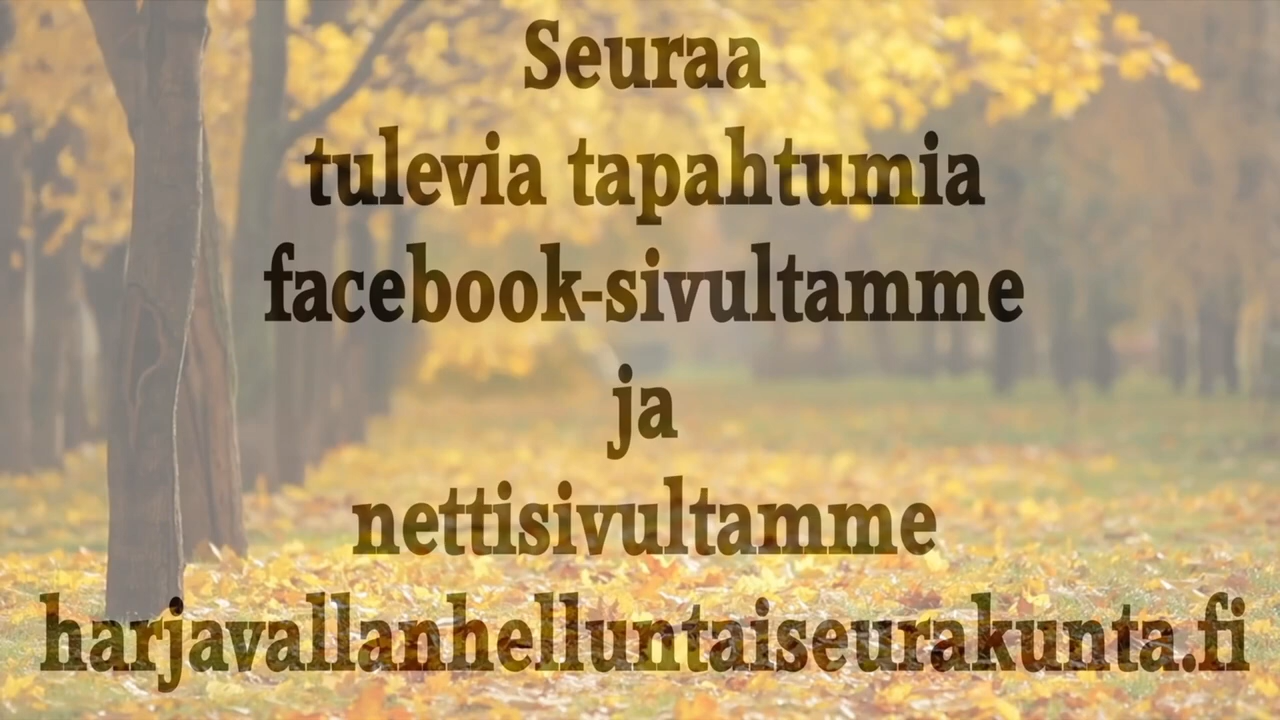 Seuraa
tulevia tapahtumia
facebook-sivultamme
ja
nettisivultamme
harjavallanhelluntaiseurakunta.fi